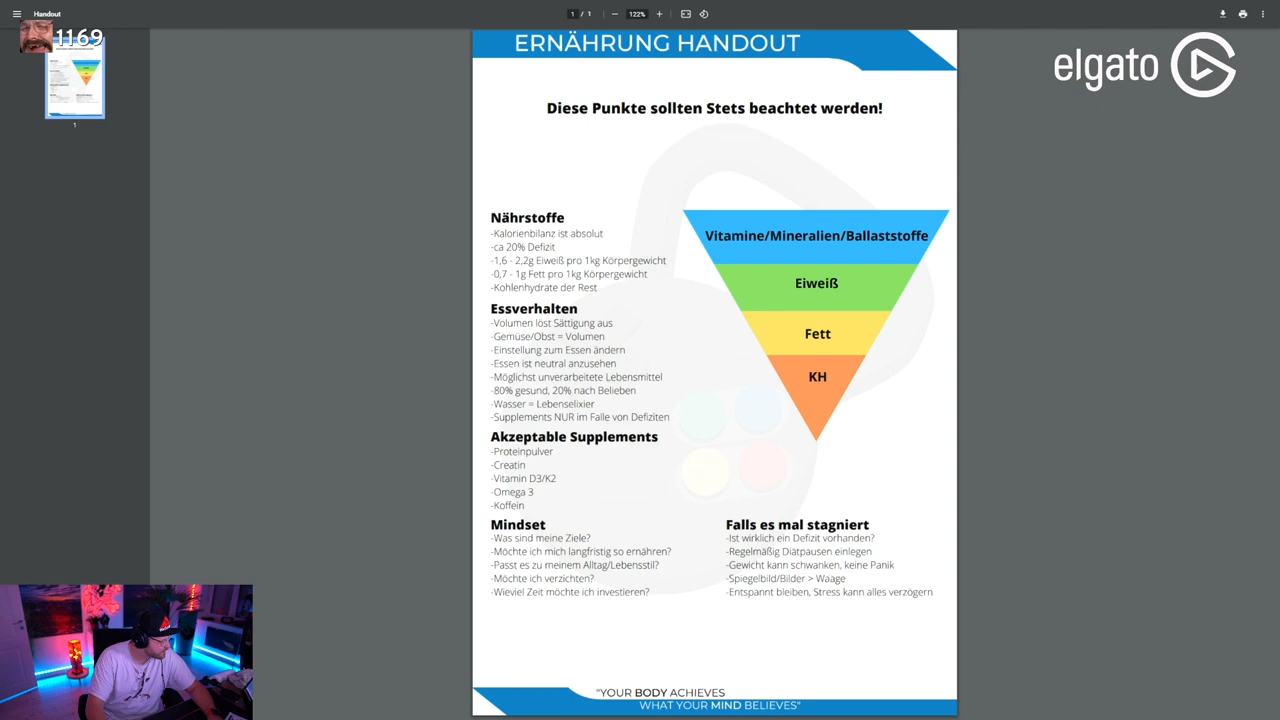 Handout
1 / 1
122%
1169
1
elgato
ERNÄHRUNG HANDOUT
Diese Punkte sollten Stets beachtet werden!
Nährstoffe
-Kalorienbilanz ist absolut
-ca 20% Defizit
-1,6 - 2,2g Eiweiß pro 1kg Körpergewicht
-0,7 - 1g Fett pro 1kg Körpergewicht
-Kohlenhydrate der Rest
Essverhalten
-Volumen löst Sättigung aus
-Gemüse/Obst = Volumen
-Einstellung zum Essen ändern
-Essen ist neutral anzusehen
-Möglichst unverarbeitete Lebensmittel
-80% gesund, 20% nach Belieben
-Wasser = Lebenselixier
-Supplements NUR im Falle von Defiziten
Vitamine/Mineralien/Ballaststoffe
Eiweiß
Fett
KH
Akzeptable Supplements
-Proteinpulver
-Creatin
-Vitamin D3/K2
-Omega 3
-Koffein
Mindset
-Was sind meine Ziele?
-Möchte ich mich langfristig so ernähren?
-Passt es zu meinem Alltag/Lebensstil?
-Möchte ich verzichten?
-Wieviel Zeit möchte ich investieren?
Falls es mal stagniert
-Ist wirklich ein Defizit vorhanden?
-Regelmäßig Diätpausen einlegen
-Gewicht kann schwanken, keine Panik
-Spiegelbild/Bilder > Waage
-Entspannt bleiben, Stress kann alles verzögern
"YOUR BODY ACHIEVES
WHAT YOUR MIND BELIEVES"